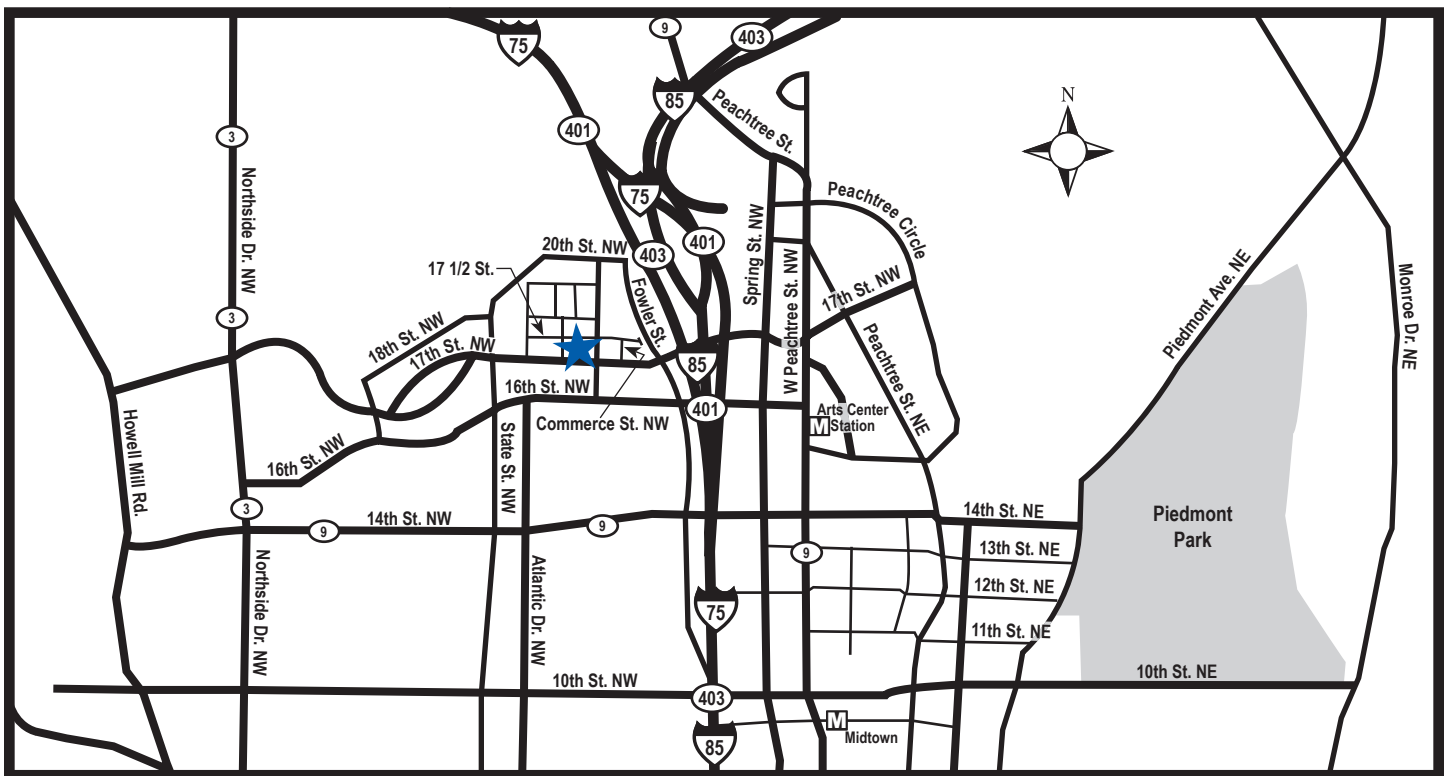 75
9
403
85
Peachtree St.
N
401
3
Northside Dr. NW
75
Peachtree Circle
Spring St. NW
W Peachtree St. NW
20th St. NW
403
401
17 1/2 St.
Fowler St.
17th St. NW
Piedmont Ave. NE
Monroe Dr. NE
3
18th St. NW
17th St. NW
Peachtree St. NE
85
16th St. NW
401
Commerce St. NW
Arts Center
M Station
Howell Mill Rd.
State St. NW
16th St. NW
3
14th St. NW
9
9
14th St. NE
Piedmont
Park
13th St. NE
9
12th St. NE
Northside Dr. NW
Atlantic Dr. NW
75
11th St. NE
10th St. NW
10th St. NE
403
M
Midtown
85